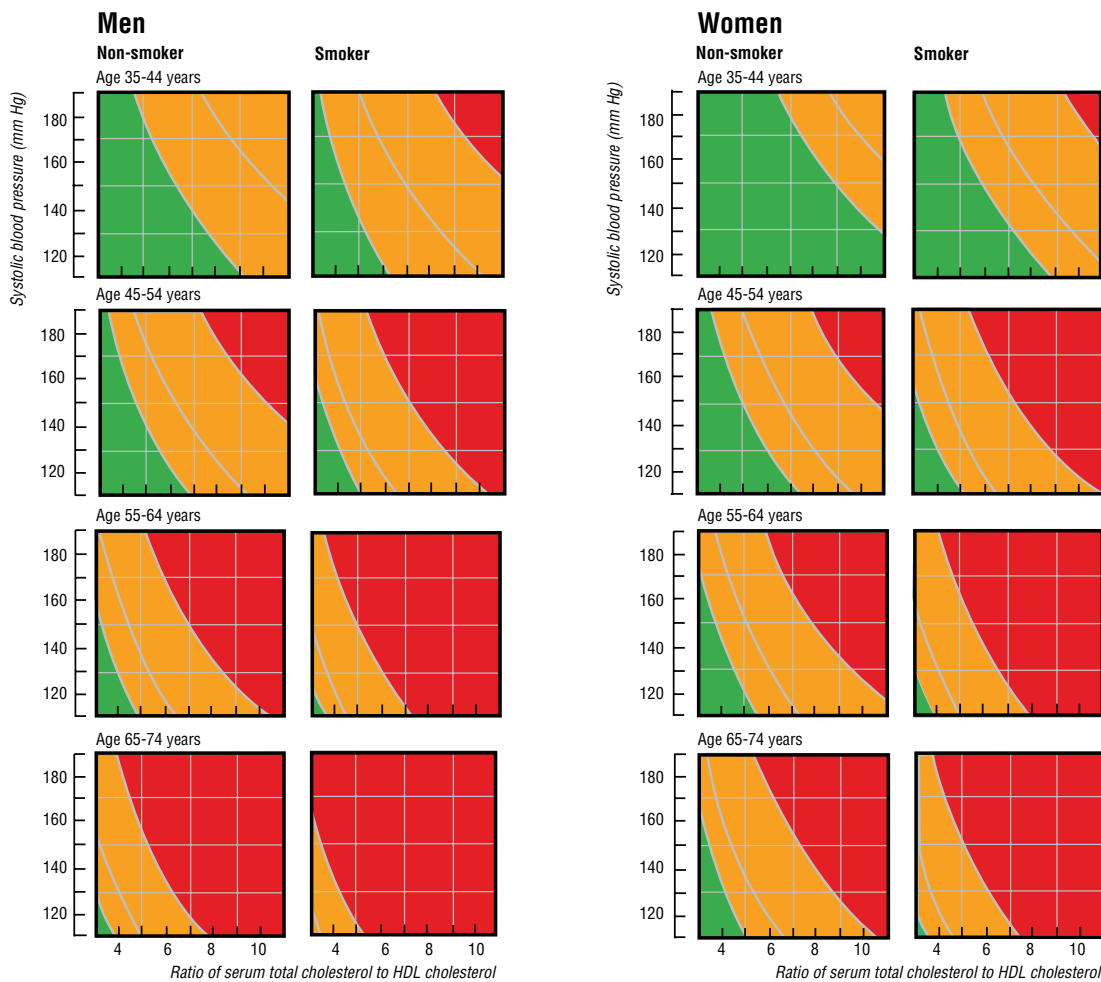 Men
Women
Non-smoker
Smoker
Non-smoker
Smoker
Age 35-44 years
Age 35-44 years
Systolic blood pressure (mm Hg)
180
160
140
120
Systolic blood pressure (mm Hg)
180
160
140
120
Age 45-54 years
Age 45-54 years
180
160
140
120
180
160
140
120
Age 55-64 years
Age 55-64 years
180
160
140
120
180
160
140
120
Age 65-74 years
Age 65-74 years
180
160
140
120
180
160
140
120
4 6 8 10
4 6 8 10
4 6 8 10
4 6 8 10
Ratio of serum total cholesterol to HDL cholesterol
Ratio of serum total cholesterol to HDL cholesterol